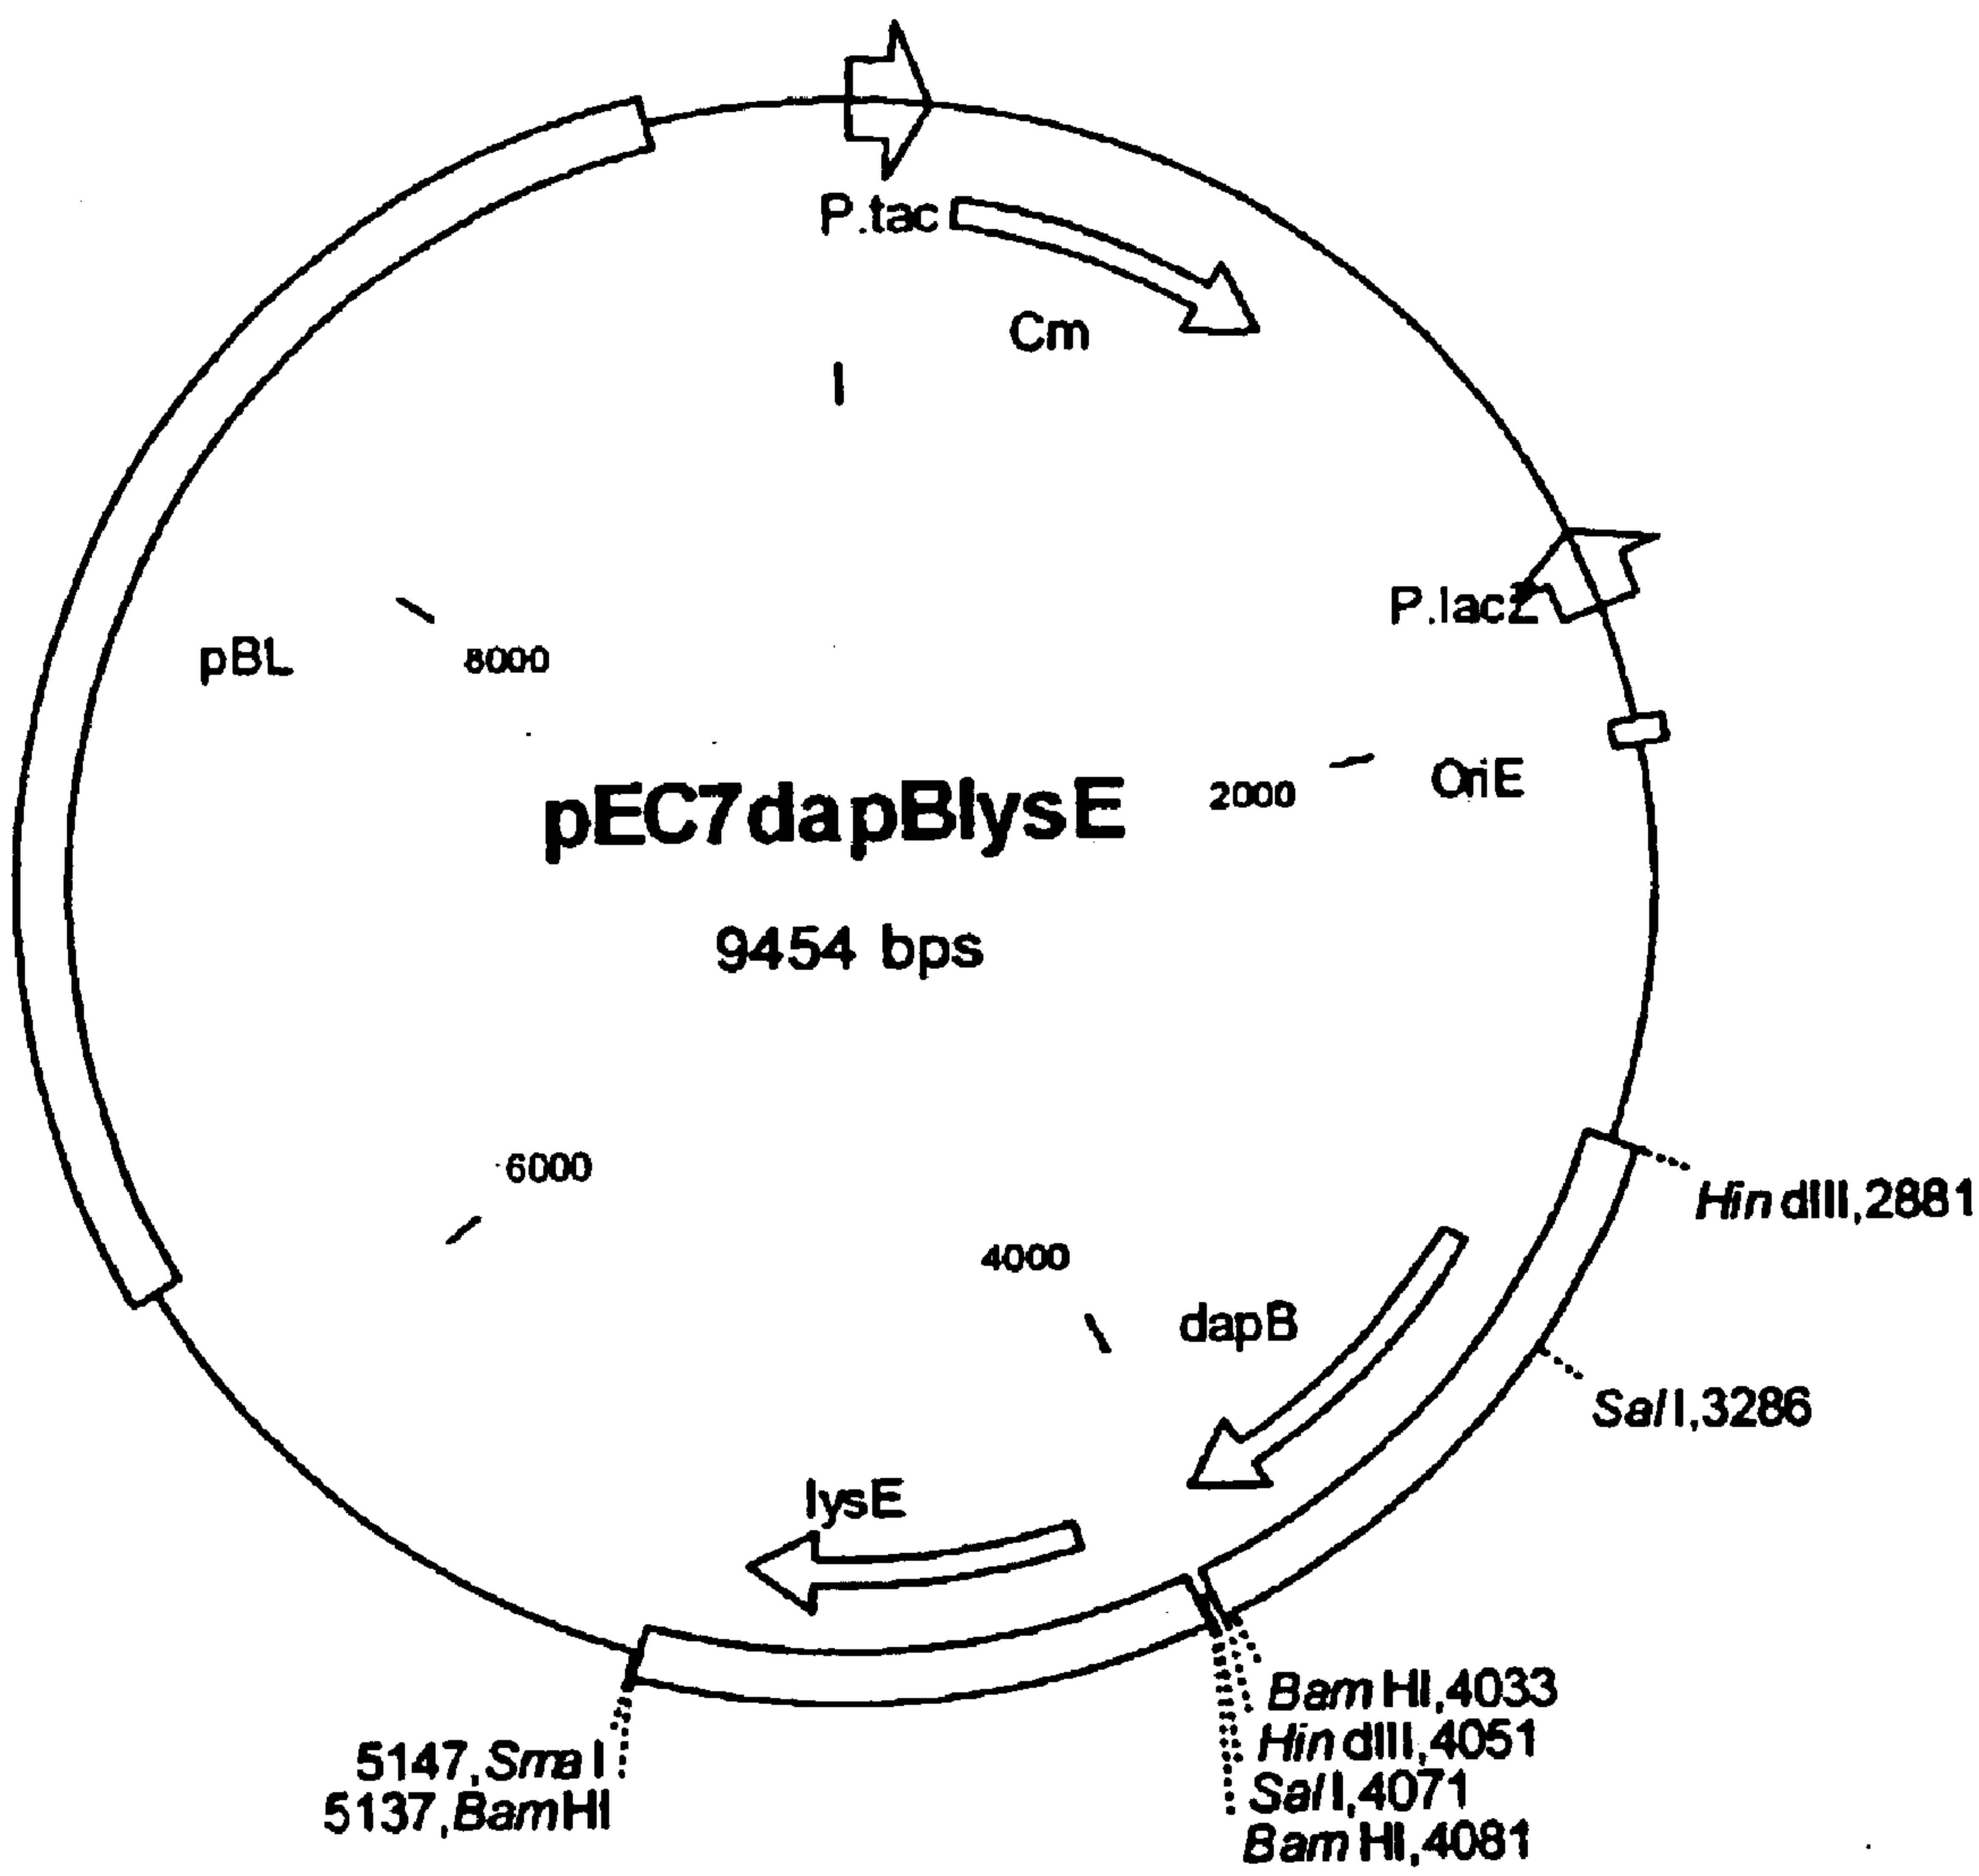 P.tac
Cm
P.lacZ
pBL
8000
OriE
2000
pEC7dapBlysE
9454 bps
6000
HindIII,2881
4000
dapB
SalI,3286
lysE
BamHI,4033
5147,SmaI
HindIII,4051
5137,BamHI
SalI,4071
BamHI,4081